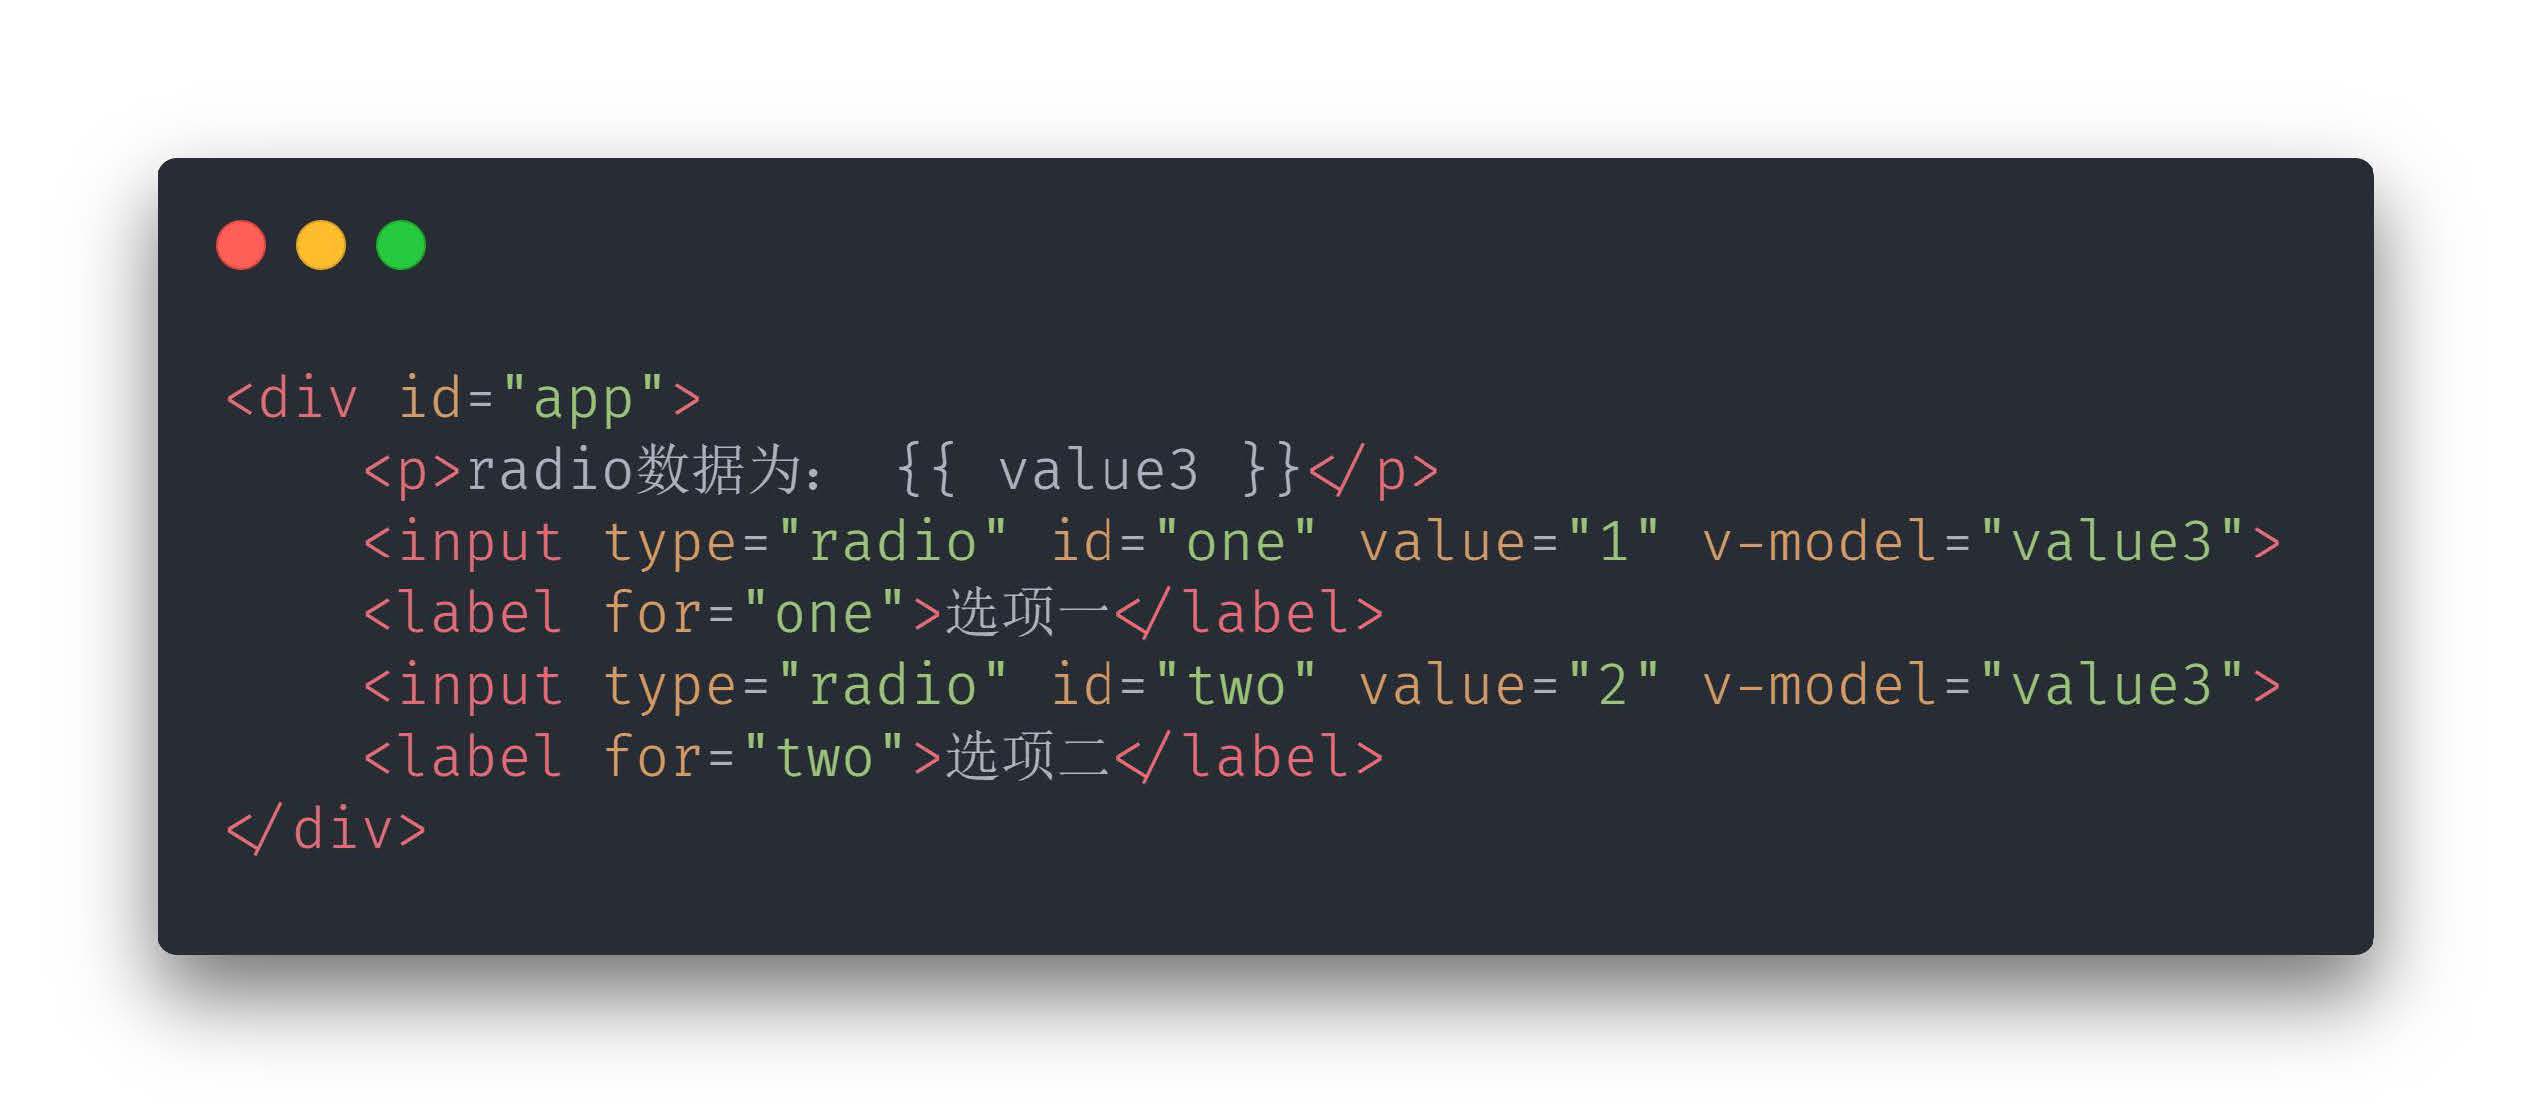 <div id="app">
    <p>radio数据为： {{ value3 }}</p>
    <input type="radio" id="one" value="1" v-model="value3">
    <label for="one">选项一</label>
    <input type="radio" id="two" value="2" v-model="value3">
    <label for="two">选项二</label>
</div>